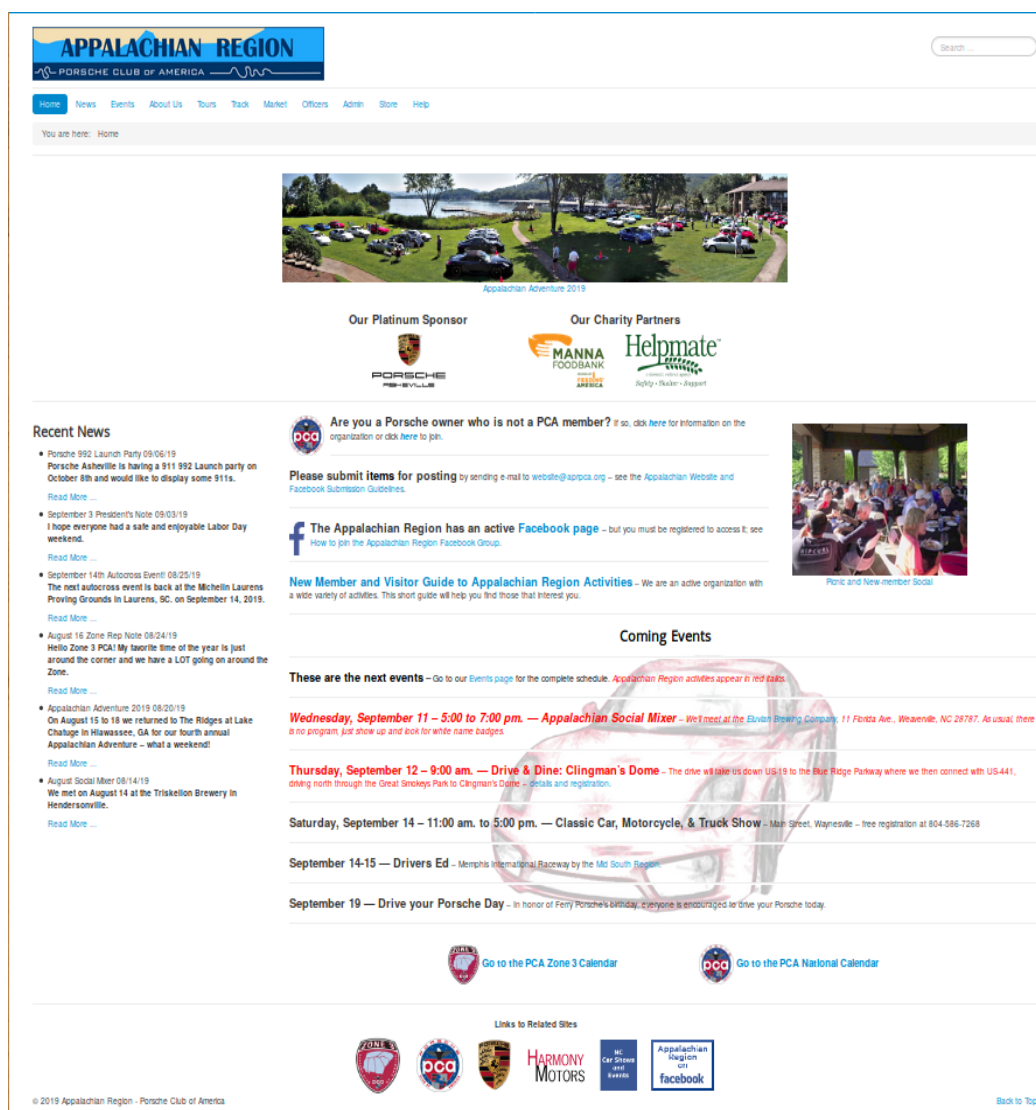 APPALACHIAN REGION
PORSCHE CLUB OF AMERICA
Search ...
Home News Events About Us Tours Track Market Officers Admin Store Help
You are here: Home
Appalachian Adventure 2019
Our Platinum Sponsor
Our Charity Partners
PORSCHE
ASHEVILLE
MANNA
FOODBANK
FEEDING
AMERICA
Helpmate
Safety • Shelter • Support
Recent News
Porsche 992 Launch Party 09/06/19
Porsche Asheville is having a 911 992 Launch party on
October 8th and would like to display some 911s.
Read More ...
September 3 President's Note 09/03/19
I hope everyone had a safe and enjoyable Labor Day
weekend.
Read More ...
September 14th Autocross Event! 08/25/19
The next autocross event is back at the Michelin Laurens
Proving Grounds in Laurens, SC. on September 14, 2019.
Read More ...
August 16 Zone Rep Note 08/24/19
Hello Zone 3 PCA! My favorite time of the year is just
around the corner and we have a LOT going on around the
Zone.
Read More ...
Appalachian Adventure 2019 08/20/19
On August 15 to 18 we returned to The Ridges at Lake
Chatuge in Hiawassee, GA for our fourth annual
Appalachian Adventure – what a weekend!
Read More ...
August Social Mixer 08/14/19
We met on August 14 at the Triskelion Brewery in
Hendersonville.
Read More ...
pca
Are you a Porsche owner who is not a PCA member? If so, click here for information on the
organization or click here to join.
Please submit items for posting by sending e-mail to website@aprpca.org – see the Appalachian Website and
Facebook Submission Guidelines.
f
The Appalachian Region has an active Facebook page – but you must be registered to access it; see
How to join the Appalachian Region Facebook Group.
New Member and Visitor Guide to Appalachian Region Activities – We are an active organization with
a wide variety of activities. This short guide will help you find those that interest you.
Picnic and New-member Social
Coming Events
These are the next events – Go to our Events page for the complete schedule. Appalachian Region activities appear in red italics.
Wednesday, September 11 – 5:00 to 7:00 pm. — Appalachian Social Mixer – We'll meet at the Eluvian Brewing Company, 11 Florida Ave., Weaverville, NC 28787. As usual, there
is no program, just show up and look for white name badges.
Thursday, September 12 – 9:00 am. — Drive & Dine: Clingman's Dome – The drive will take us down US-19 to the Blue Ridge Parkway where we then connect with US-441,
driving north through the Great Smokeys Park to Clingman's Dome – details and registration.
Saturday, September 14 – 11:00 am. to 5:00 pm. — Classic Car, Motorcycle, & Truck Show – Main Street, Waynesville – free registration at 804-586-7268
September 14-15 — Drivers Ed – Memphis International Raceway by the Mid South Region.
September 19 — Drive your Porsche Day – In honor of Ferry Porsche's birthday, everyone is encouraged to drive your Porsche today.
ZONE 3
Go to the PCA Zone 3 Calendar
pca
Go to the PCA National Calendar
Links to Related Sites
ZONE 3
pca
HARMONY
MOTORS
NC
Car Shows
and
Events
Appalachian
Region
on
facebook
© 2019 Appalachian Region - Porsche Club of America
Back to Top